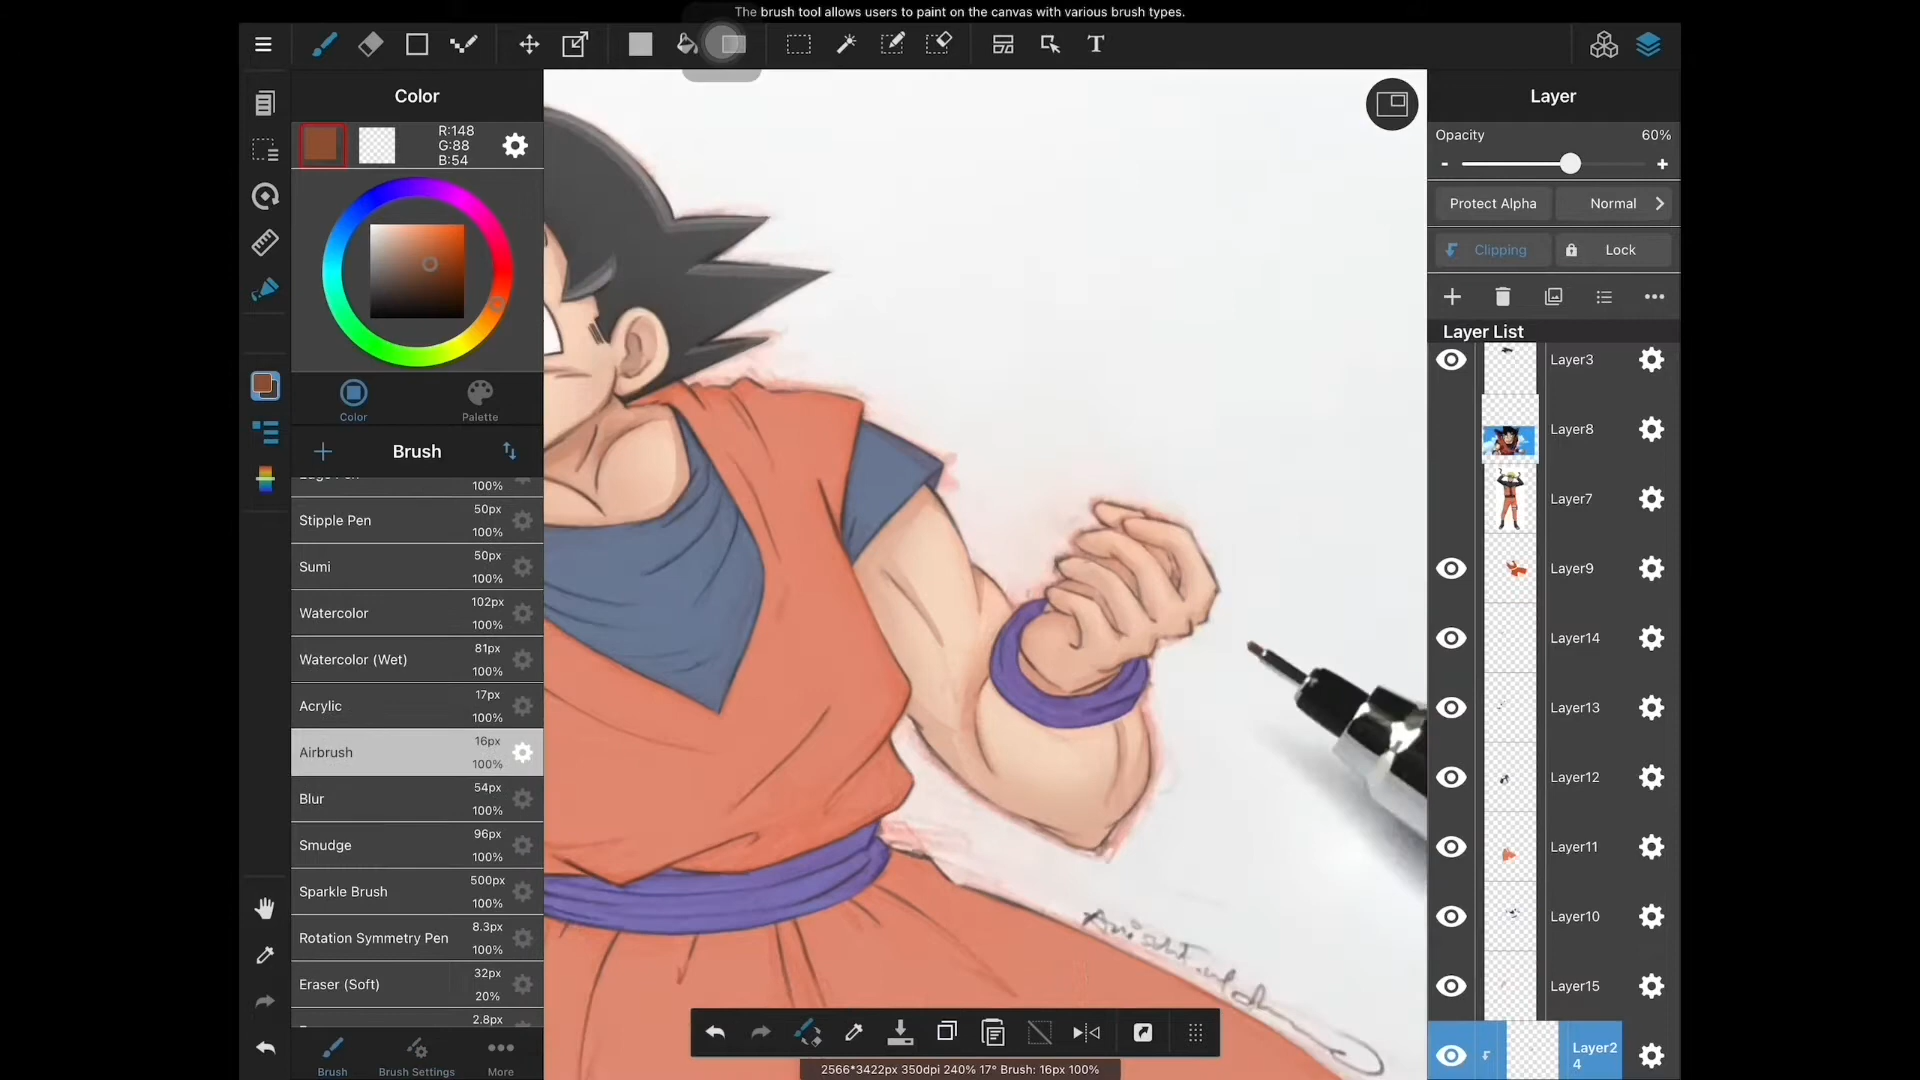 The brush tool allows users to paint on the canvas with various brush types.
T
Color
R:148
G:88
B:54
Color
Palette
Brush
100%
Stipple Pen
50px
100%
Sumi
50px
100%
Watercolor
102px
100%
Watercolor (Wet)
81px
100%
Acrylic
17px
100%
Airbrush
16px
100%
Blur
54px
100%
Smudge
96px
100%
Sparkle Brush
500px
100%
Rotation Symmetry Pen
8.3px
100%
Eraser (Soft)
32px
20%
2.8px
Brush
Brush Settings
More
2566*3422px 350dpi 240% 17° Brush: 16px 100%
Layer
Opacity
60%
- +
Protect Alpha
Normal
Clipping
Lock
Layer List
Layer3
Layer8
Layer7
Layer9
Layer14
Layer13
Layer12
Layer11
Layer10
Layer15
Layer2
4